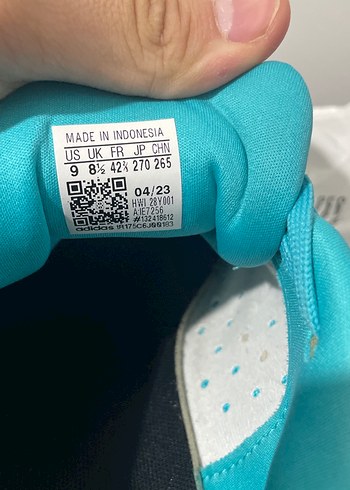 MADE IN INDONESIA
US UK FR JP CHN
9 8½ 42⅔ 270 265
04/23
HWI 28Y001
AJE7256
#132418612
adidas 1R175C6J00183